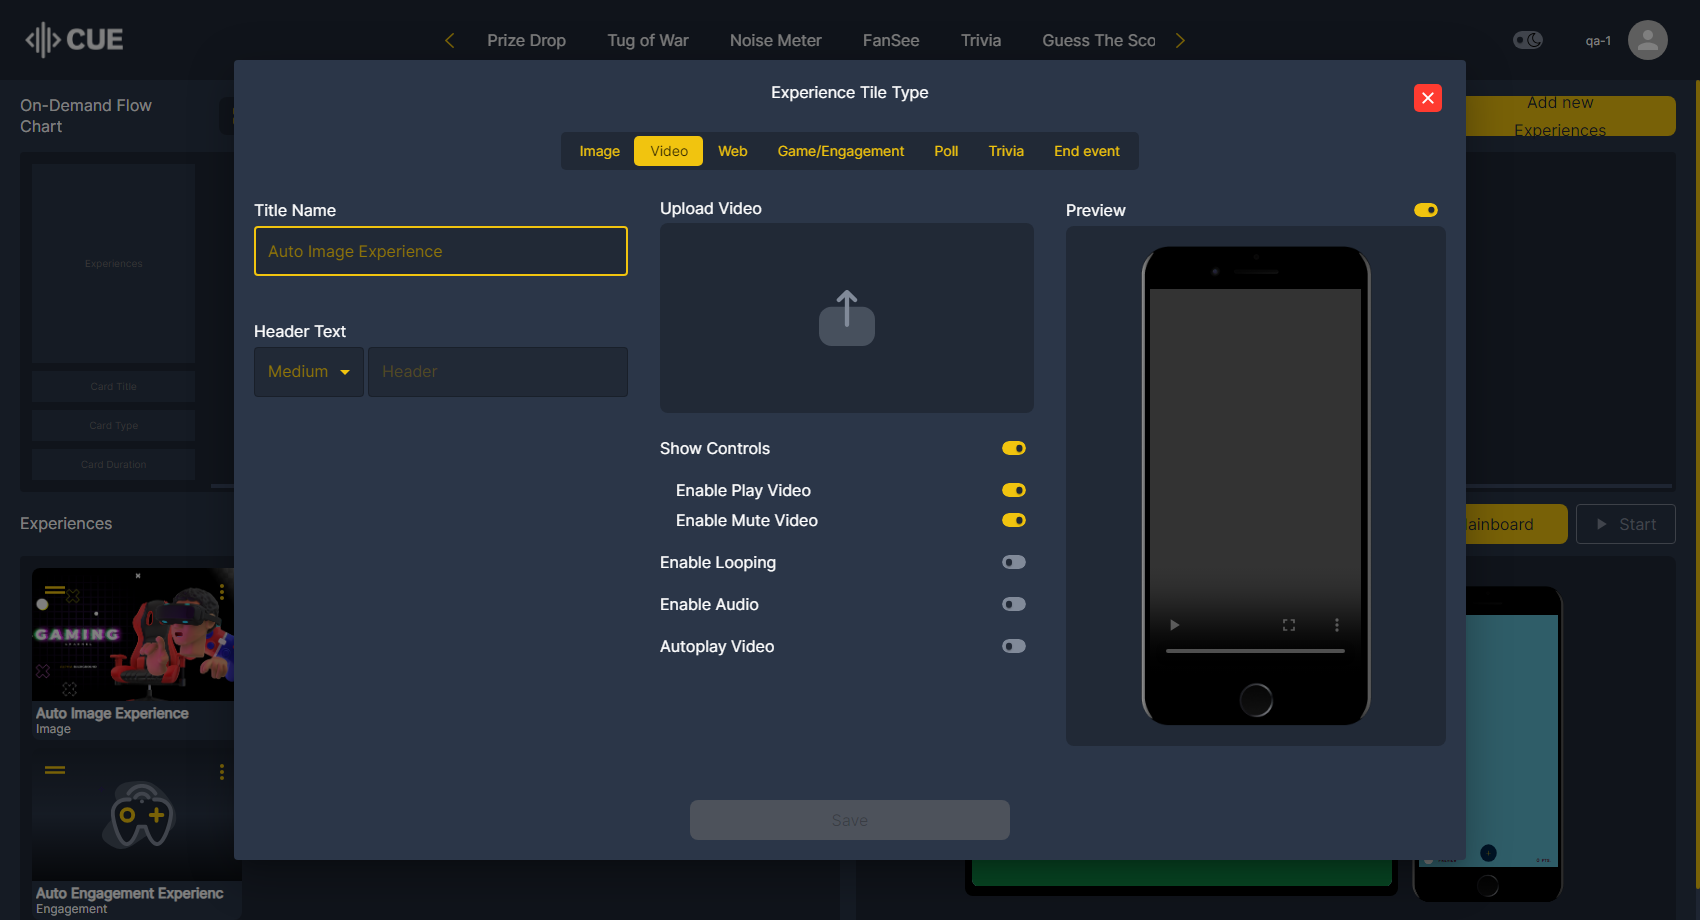 CUE
Prize Drop
Tug of War
Noise Meter
FanSee
Trivia
Guess The Sco
qa-1
On-Demand Flow
Chart
Add new
Experiences
Experiences
Card Title
Card Type
Card Duration
Experiences
ainboard
Start
GAMING
Auto Image Experience
Image
Auto Engagement Experienc
Engagement
Experience Tile Type
Image
Video
Web
Game/Engagement
Poll
Trivia
End event
Title Name
Auto Image Experience
Header Text
Medium
Header
Upload Video
Show Controls
Enable Play Video
Enable Mute Video
Enable Looping
Enable Audio
Autoplay Video
Preview
Save